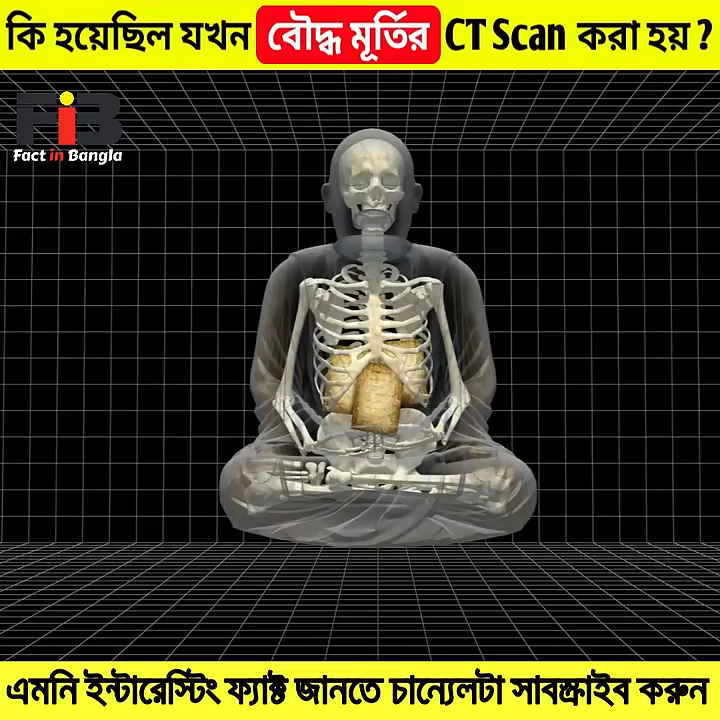 কি হয়েছিল যখন বৌদ্ধ মূর্তির CT Scan করা হয় ?
FiB
Fact in Bangla
এমনি ইন্টারেস্টিং ফ্যাক্ট জানতে চান্যেলটা সাবস্ক্রাইব করুন